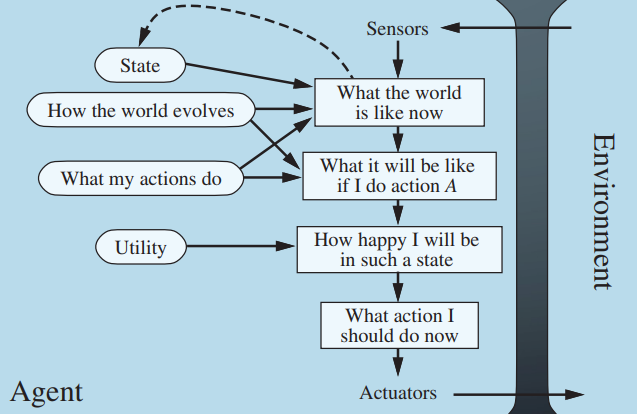 Sensors
State
What the world
is like now
How the world evolves
What it will be like
if I do action A
What my actions do
How happy I will be
in such a state
Utility
What action I
should do now
Actuators
Agent
Environment